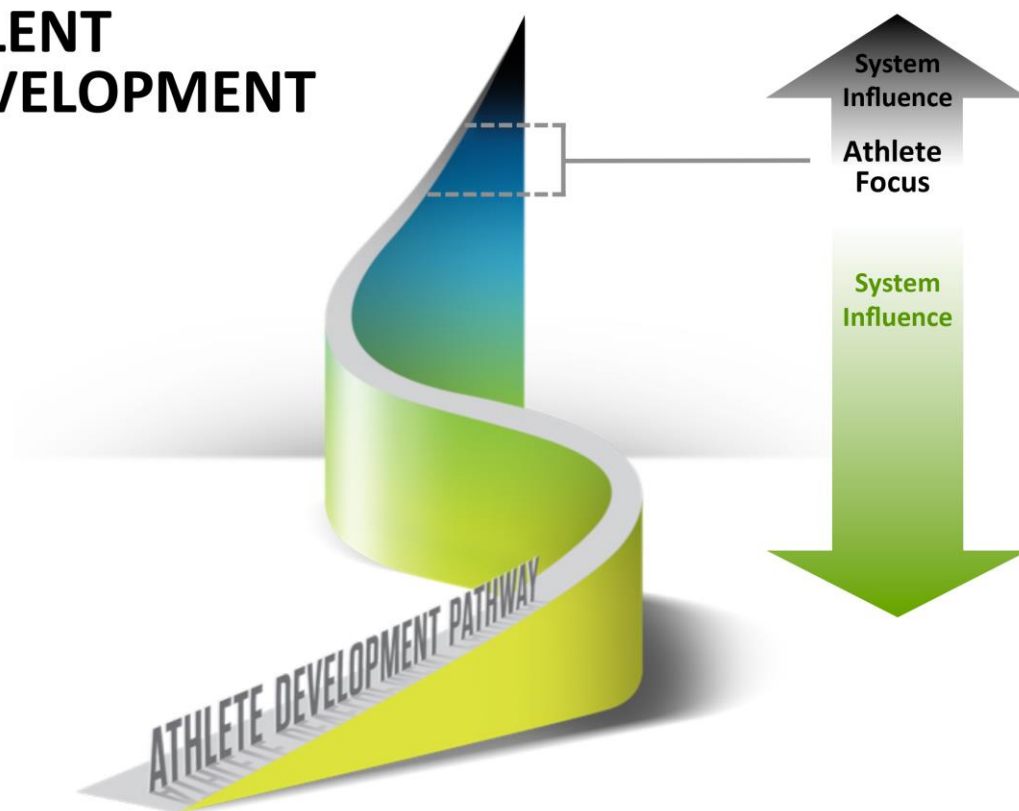 LENT
VELOPMENT
System
Influence
Athlete
Focus
System
Influence
ATHLETE DEVELOPMENT PATHWAY